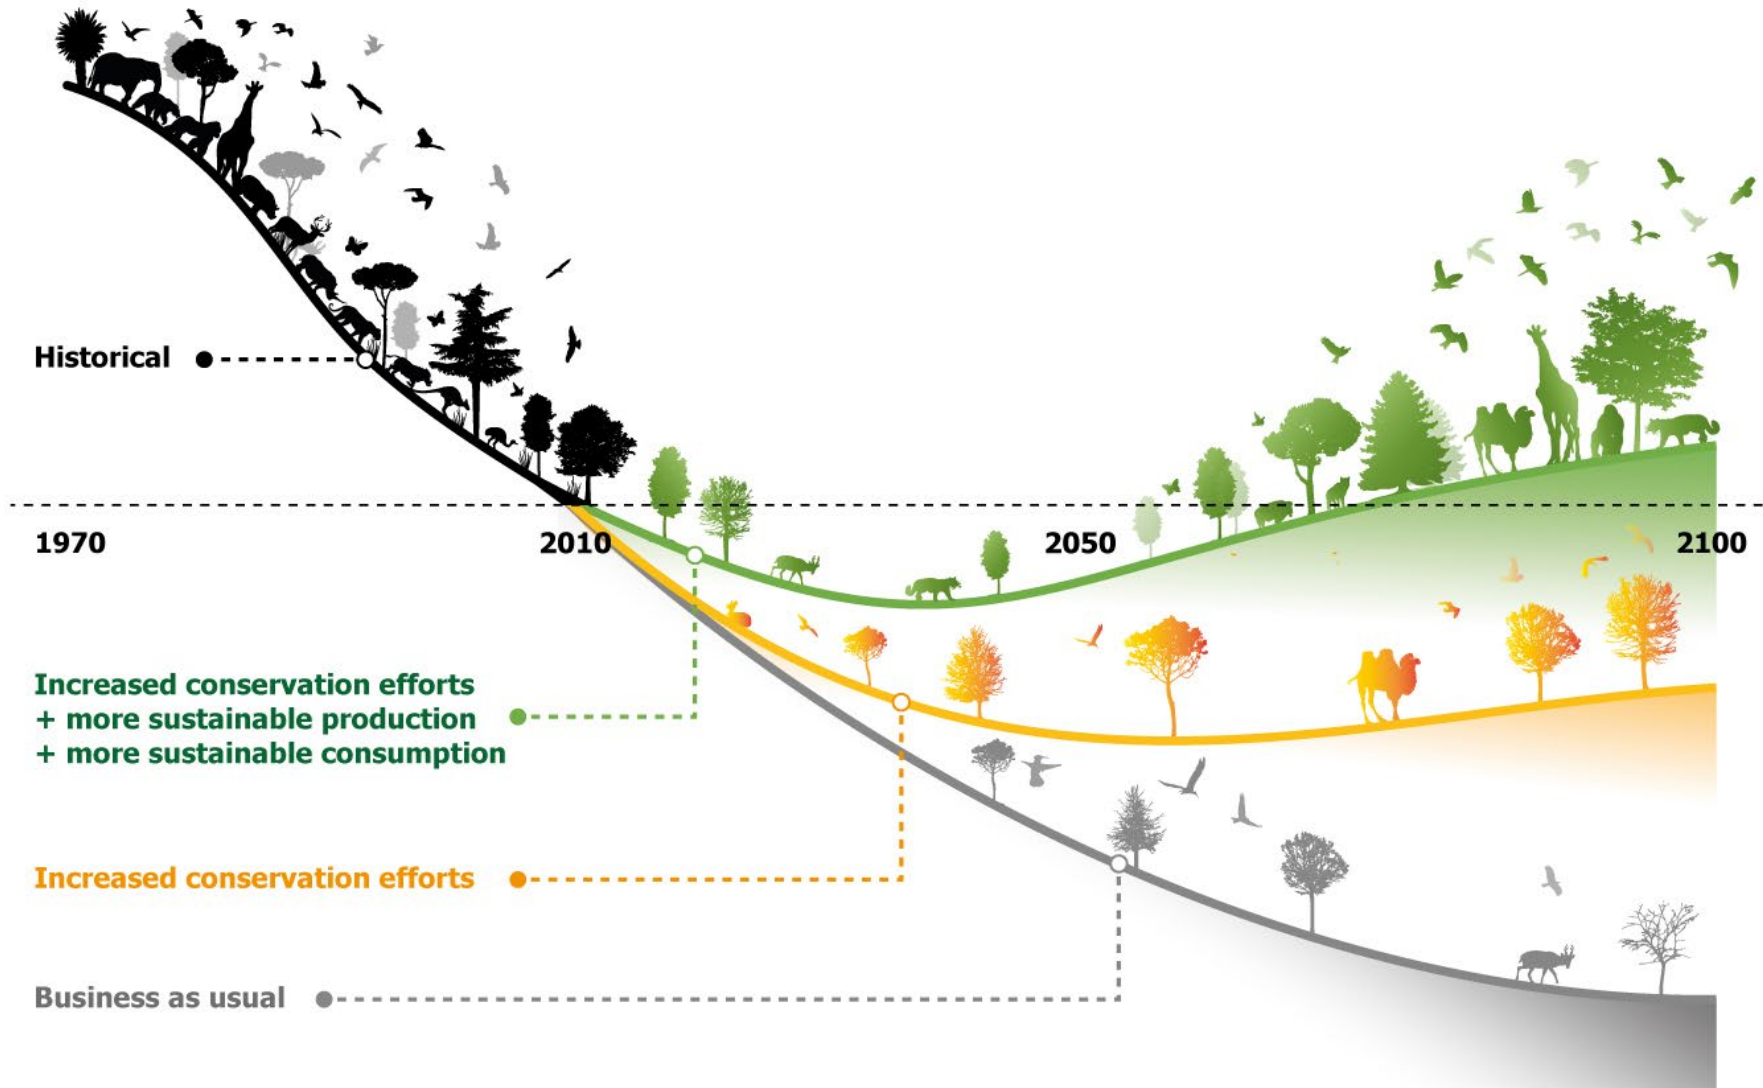 Historical
1970
2010
2050
2100
Increased conservation efforts
+ more sustainable production
+ more sustainable consumption
Increased conservation efforts
Business as usual